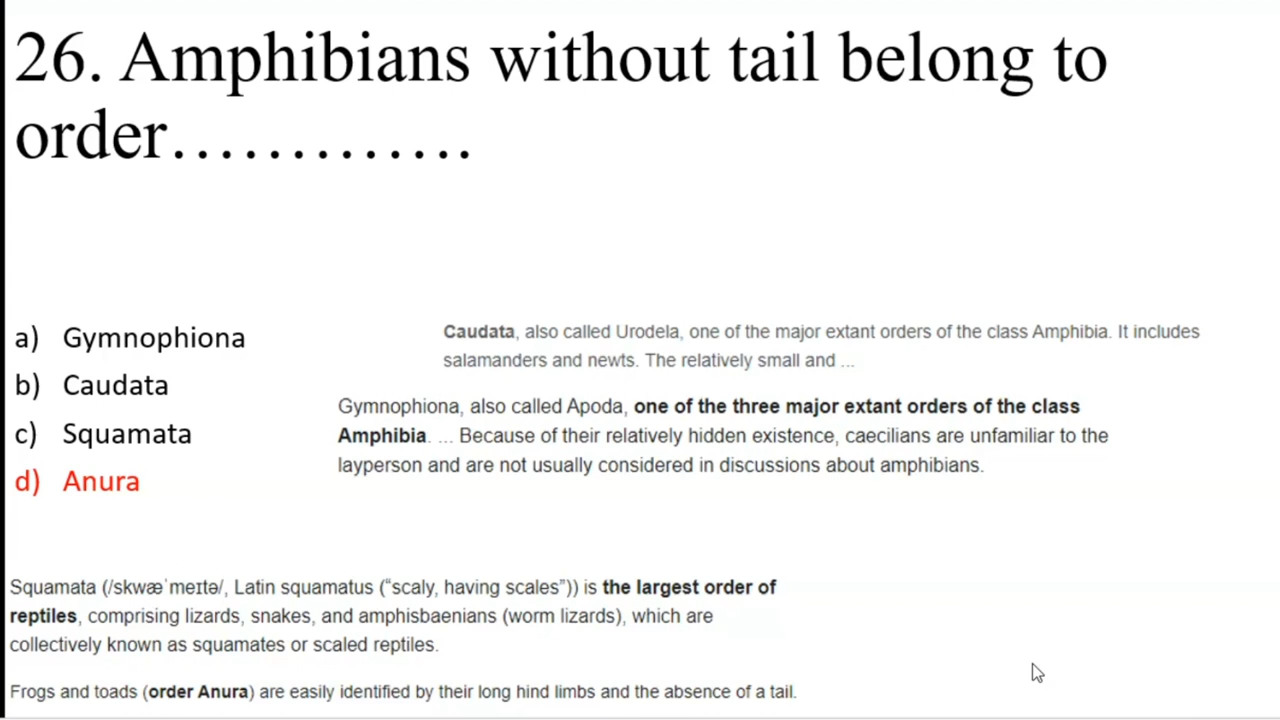 26. Amphibians without tail belong to
order.............
a) Gymnophiona
b) Caudata
c) Squamata
d) Anura
Caudata, also called Urodela, one of the major extant orders of the class Amphibia. It includes
salamanders and newts. The relatively small and ...
Gymnophiona, also called Apoda, one of the three major extant orders of the class
Amphibia. ... Because of their relatively hidden existence, caecilians are unfamiliar to the
layperson and are not usually considered in discussions about amphibians.
Squamata (/skwæˈmeɪtə/, Latin squamatus (“scaly, having scales”)) is the largest order of
reptiles, comprising lizards, snakes, and amphisbaenians (worm lizards), which are
collectively known as squamates or scaled reptiles.
Frogs and toads (order Anura) are easily identified by their long hind limbs and the absence of a tail.